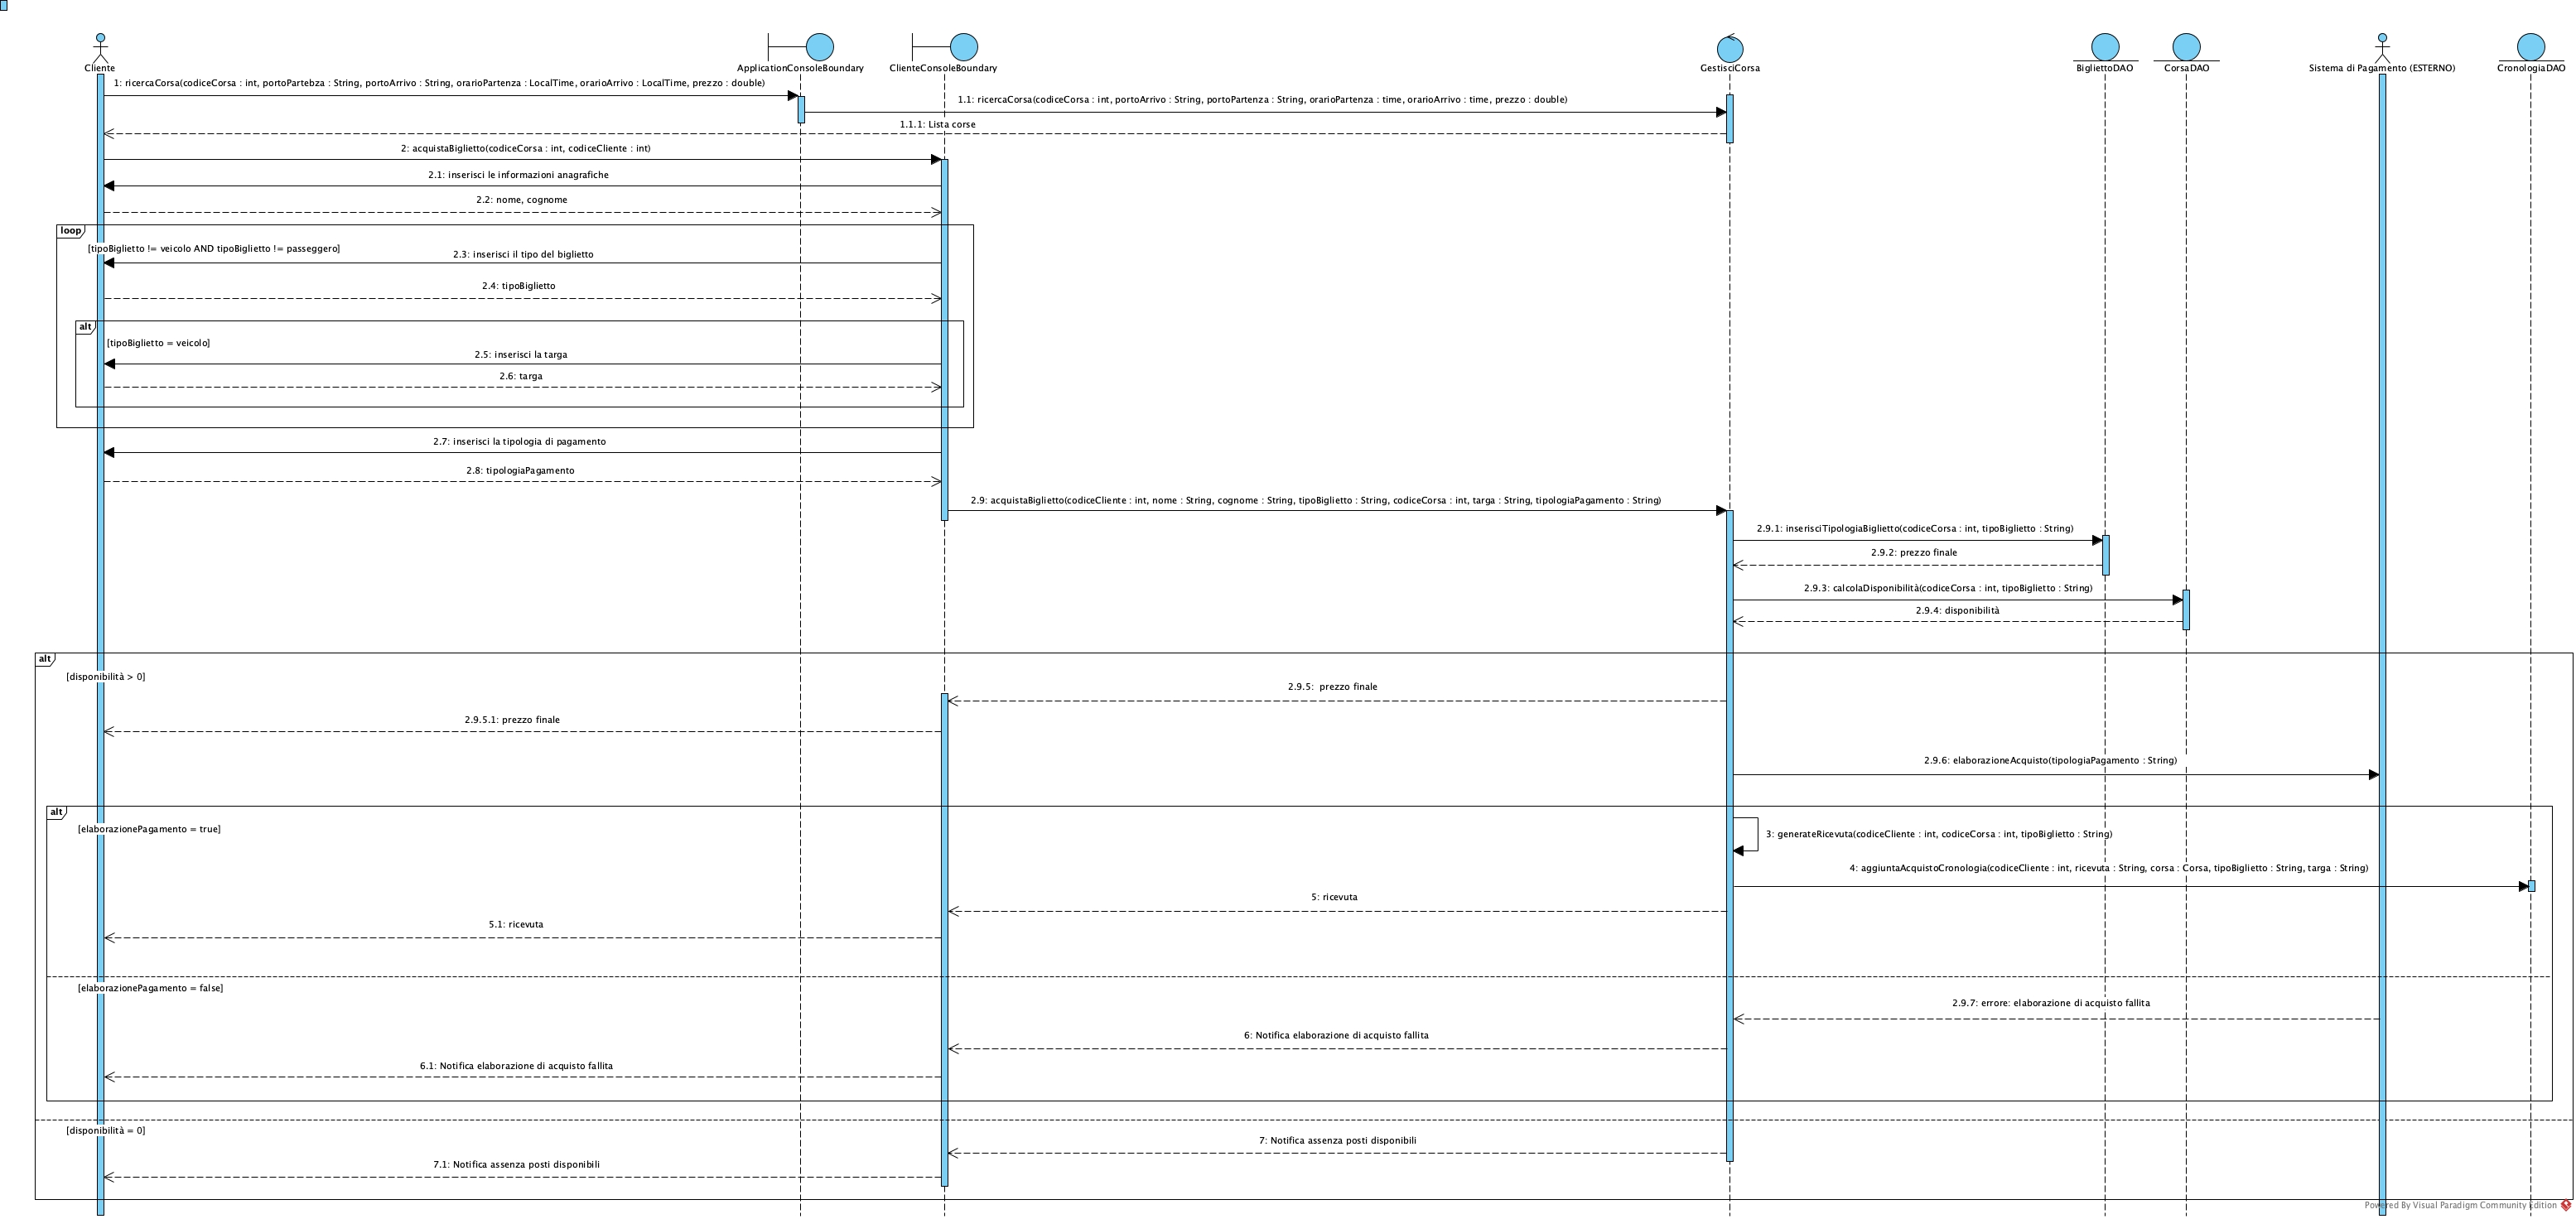 Cliente
ApplicationConsoleBoundary
ClienteConsoleBoundary
GestisciCorsa
BigliettoDAO
CorsaDAO
Sistema di Pagamento (ESTERNO)
CronologiaDAO
1: ricercaCorsa(codiceCorsa : int, portoPartebza : String, portoArrivo : String, orarioPartenza : LocalTime, orarioArrivo : LocalTime, prezzo : double)
1.1: ricercaCorsa(codiceCorsa : int, portoArrivo : String, portoPartenza : String, orarioPartenza : time, orarioArrivo : time, prezzo : double)
1.1.1: Lista corse
2: acquistaBiglietto(codiceCorsa : int, codiceCliente : int)
2.1: inserisci le informazioni anagrafiche
2.2: nome, cognome
loop
[tipoBiglietto != veicolo AND tipoBiglietto != passeggero]
2.3: inserisci il tipo del biglietto
2.4: tipoBiglietto
alt
[tipoBiglietto = veicolo]
2.5: inserisci la targa
2.6: targa
2.7: inserisci la tipologia di pagamento
2.8: tipologiaPagamento
2.9: acquistaBiglietto(codiceCliente : int, nome : String, cognome : String, tipoBiglietto : String, codiceCorsa : int, targa : String, tipologiaPagamento : String)
2.9.1: inserisciTipologiaBiglietto(codiceCorsa : int, tipoBiglietto : String)
2.9.2: prezzo finale
2.9.3: calcolaDisponibilità(codiceCorsa : int, tipoBiglietto : String)
2.9.4: disponibilità
alt
[disponibilità > 0]
2.9.5: prezzo finale
2.9.5.1: prezzo finale
2.9.6: elaborazioneAcquisto(tipologiaPagamento : String)
alt
[elaborazionePagamento = true]
3: generateRicevuta(codiceCliente : int, codiceCorsa : int, tipoBiglietto : String)
4: aggiuntaAcquistoCronologia(codiceCliente : int, ricevuta : String, corsa : Corsa, tipoBiglietto : String, targa : String)
5: ricevuta
5.1: ricevuta
[elaborazionePagamento = false]
2.9.7: errore: elaborazione di acquisto fallita
6: Notifica elaborazione di acquisto fallita
6.1: Notifica elaborazione di acquisto fallita
[disponibilità = 0]
7: Notifica assenza posti disponibili
7.1: Notifica assenza posti disponibili
Powered By Visual Paradigm Community Edition